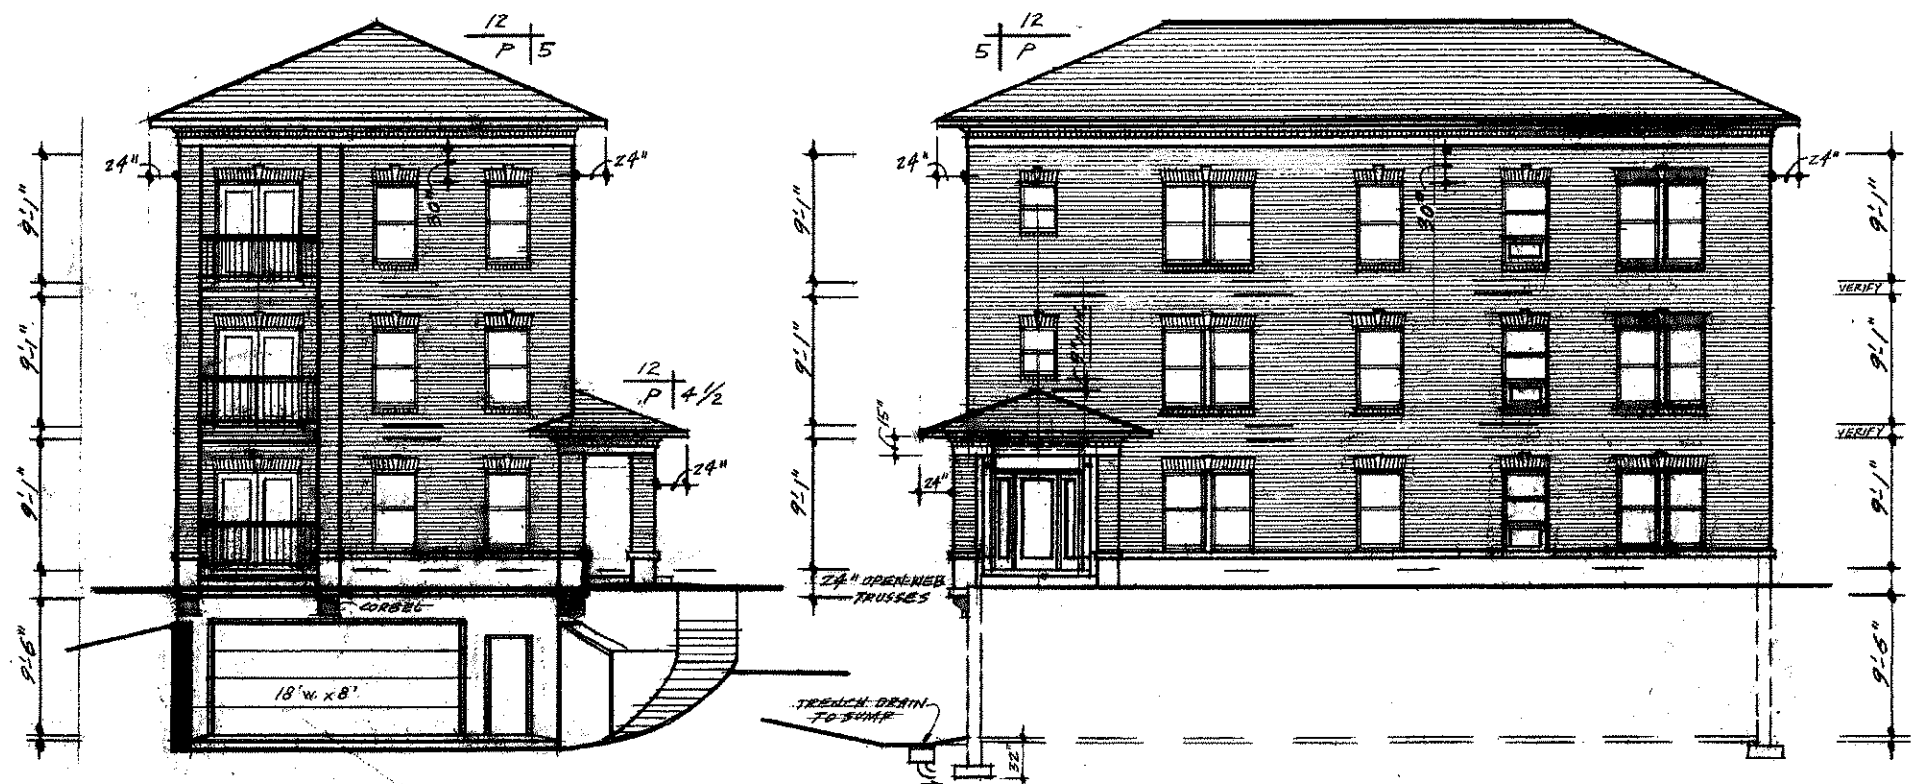 12
P 5
24"
24"
30"
9'-1"
9'-1"
9'-1"
9'-6"
12
P 4 1/2
24"
CORBEL
18'w. x 8'
12
5 P
24"
24"
30"
9'-1"
9'-1"
9'-1"
15"
24"
24" OPEN-WEB
TRUSSES
TRENCH DRAIN
TO SUMP
32"
9'-1"
VERIFY
9'-1"
VERIFY
9'-1"
9'-6"